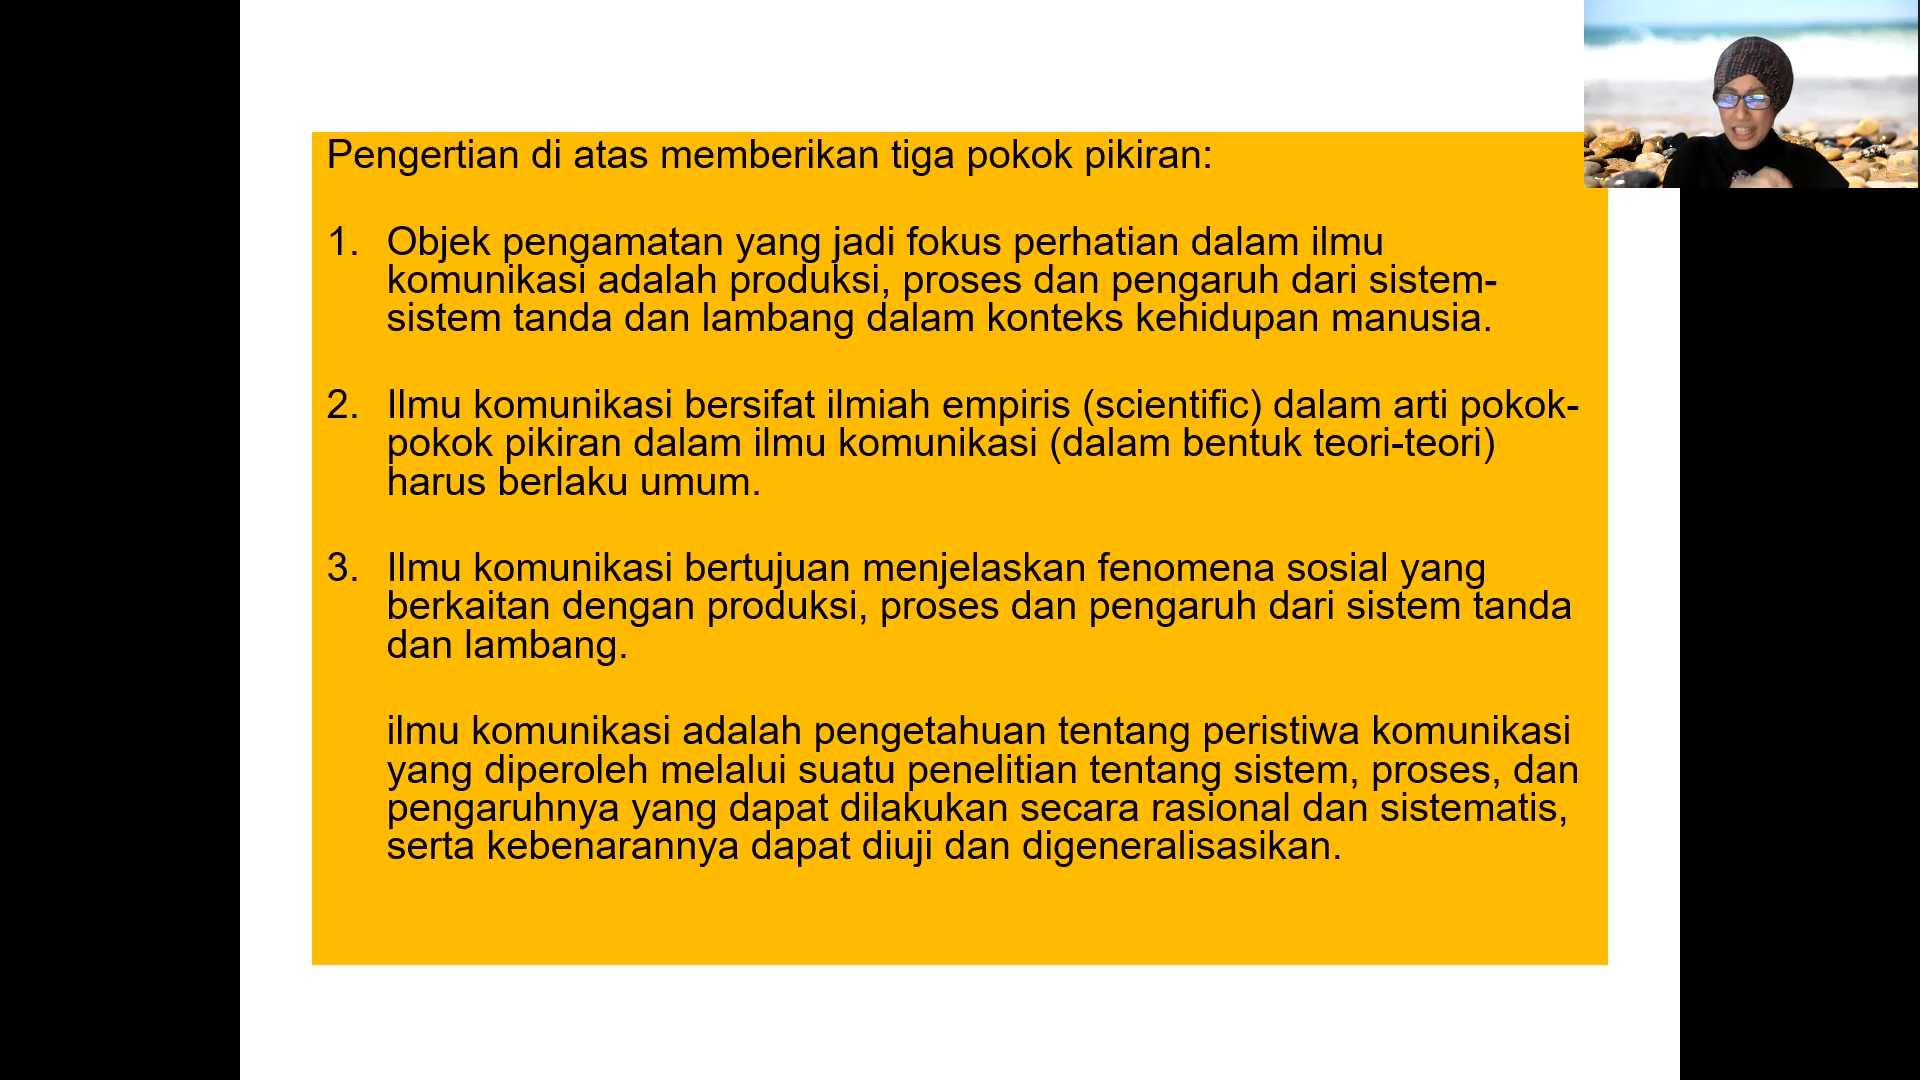 Pengertian di atas memberikan tiga pokok pikiran:
1. Objek pengamatan yang jadi fokus perhatian dalam ilmu
komunikasi adalah produksi, proses dan pengaruh dari sistem-
sistem tanda dan lambang dalam konteks kehidupan manusia.
2. Ilmu komunikasi bersifat ilmiah empiris (scientific) dalam arti pokok-
pokok pikiran dalam ilmu komunikasi (dalam bentuk teori-teori)
harus berlaku umum.
3. Ilmu komunikasi bertujuan menjelaskan fenomena sosial yang
berkaitan dengan produksi, proses dan pengaruh dari sistem tanda
dan lambang.
ilmu komunikasi adalah pengetahuan tentang peristiwa komunikasi
yang diperoleh melalui suatu penelitian tentang sistem, proses, dan
pengaruhnya yang dapat dilakukan secara rasional dan sistematis,
serta kebenarannya dapat diuji dan digeneralisasikan.